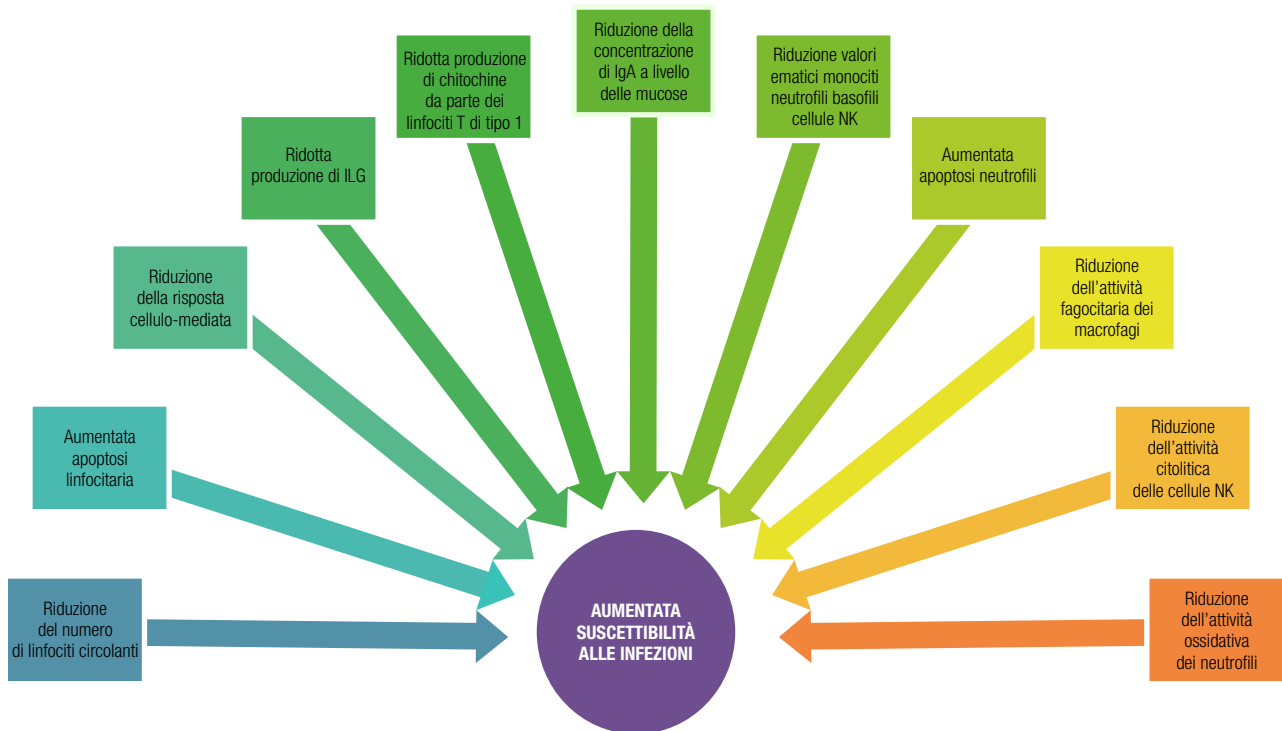 Riduzione
del numero
di linfociti circolanti
Aumentata
apoptosi
linfocitaria
Riduzione
della risposta
cellulo-mediata
Ridotta
produzione di ILG
Ridotta produzione
di chitochine
da parte dei
linfociti T di tipo 1
Riduzione della
concentrazione
di IgA a livello
delle mucose
Riduzione valori
ematici monociti
neutrofili basofili
cellule NK
Aumentata
apoptosi neutrofili
Riduzione
dell’attività
fagocitaria dei
macrofagi
Riduzione
dell’attività
citolitica
delle cellule NK
Riduzione
dell’attività
ossidativa
dei neutrofili
AUMENTATA
SUSCETTIBILITÀ
ALLE INFEZIONI